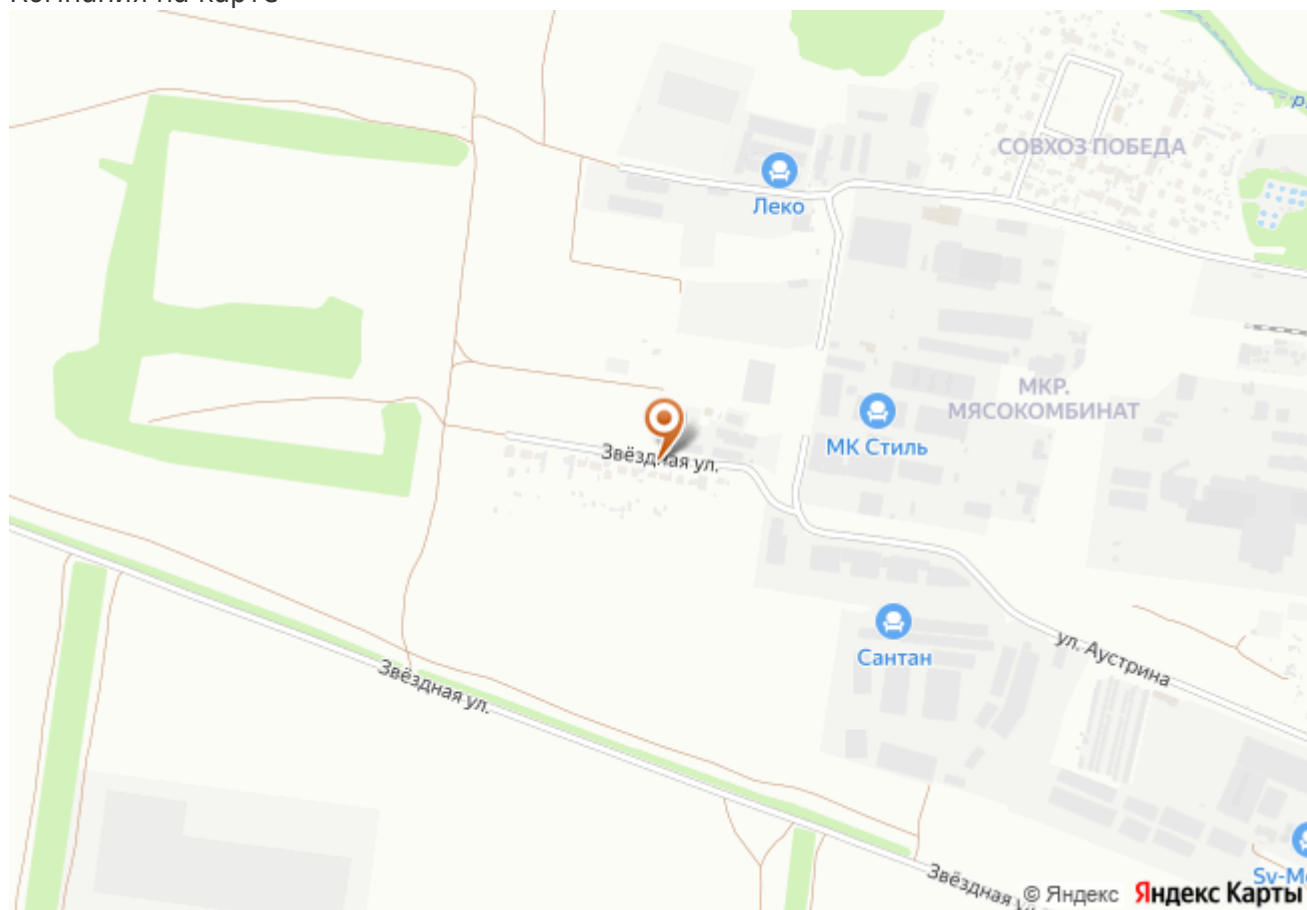 Компания на карте
СОВХОЗ ПОБЕДА
Леко
МКР.
МЯСОКОМБИНАТ
МК Стиль
Звёздная ул.
Сантан
ул. Аустрина
Звёздная ул.
Звёздная
© Яндекс Яндекс Карты